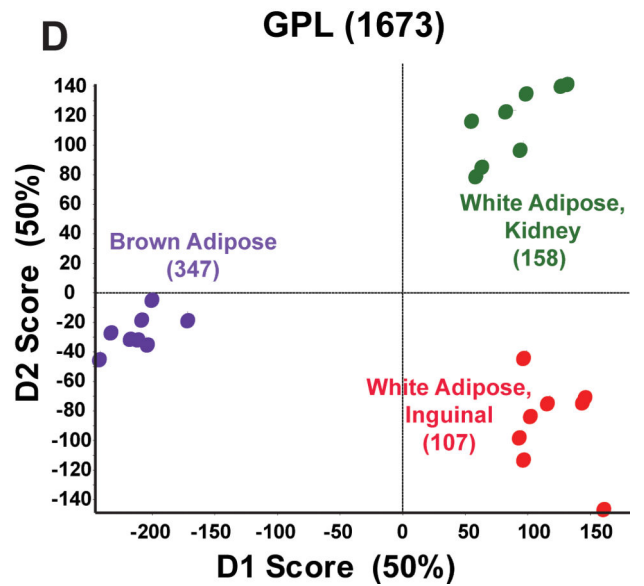 D
GPL (1673)
140
120
100
80
60
40
20
0
-20
-40
-60
-80
-100
-120
-140
D2 Score (50%)
Brown Adipose
(347)
White Adipose,
Kidney
(158)
White Adipose,
Inguinal
(107)
-200 -150 -100 -50 0 50 100 150
D1 Score (50%)